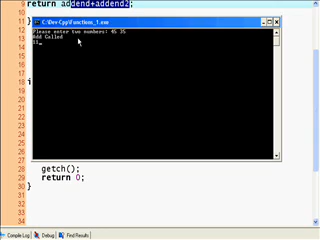 9 return addend+addend2;
10
11 }
C:\Dev-Cpp\Functions_1.exe
Please enter two numbers: 45 35
Add Called
12
13
14
15
16
17
18 i
19
20
21
22
23
24
25
26
27
28 getch();
29 return 0;
30 }
31
32
33
34
Compile Log Debug Find Results